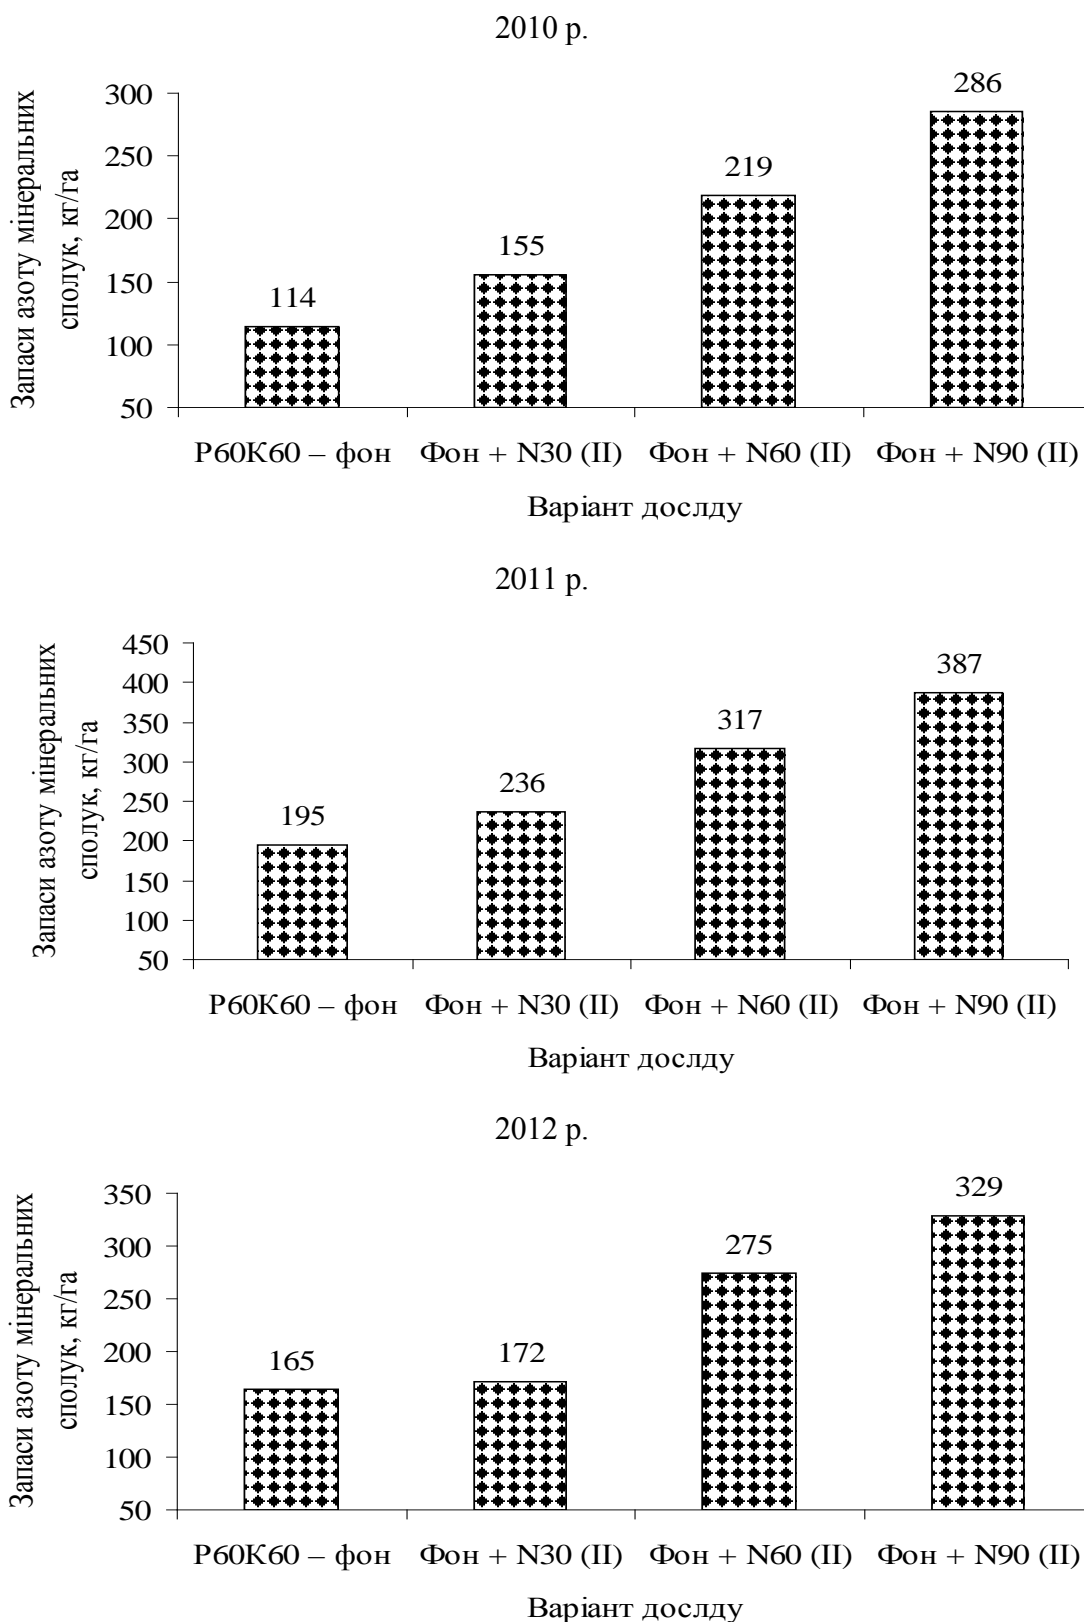 2010 р.
Запаси азоту мінеральних
сполук, кг/га
300
250
200
150
100
50
114
155
219
286
Р60К60 – фон
Фон + N30 (II)
Фон + N60 (II)
Фон + N90 (II)
Варіант дослду
2011 р.
Запаси азоту мінеральних
сполук, кг/га
450
400
350
300
250
200
150
100
50
195
236
317
387
Р60К60 – фон
Фон + N30 (II)
Фон + N60 (II)
Фон + N90 (II)
Варіант дослду
2012 р.
Запаси азоту мінеральних
сполук, кг/га
350
300
250
200
150
100
50
165
172
275
329
Р60К60 – фон
Фон + N30 (II)
Фон + N60 (II)
Фон + N90 (II)
Варіант дослду